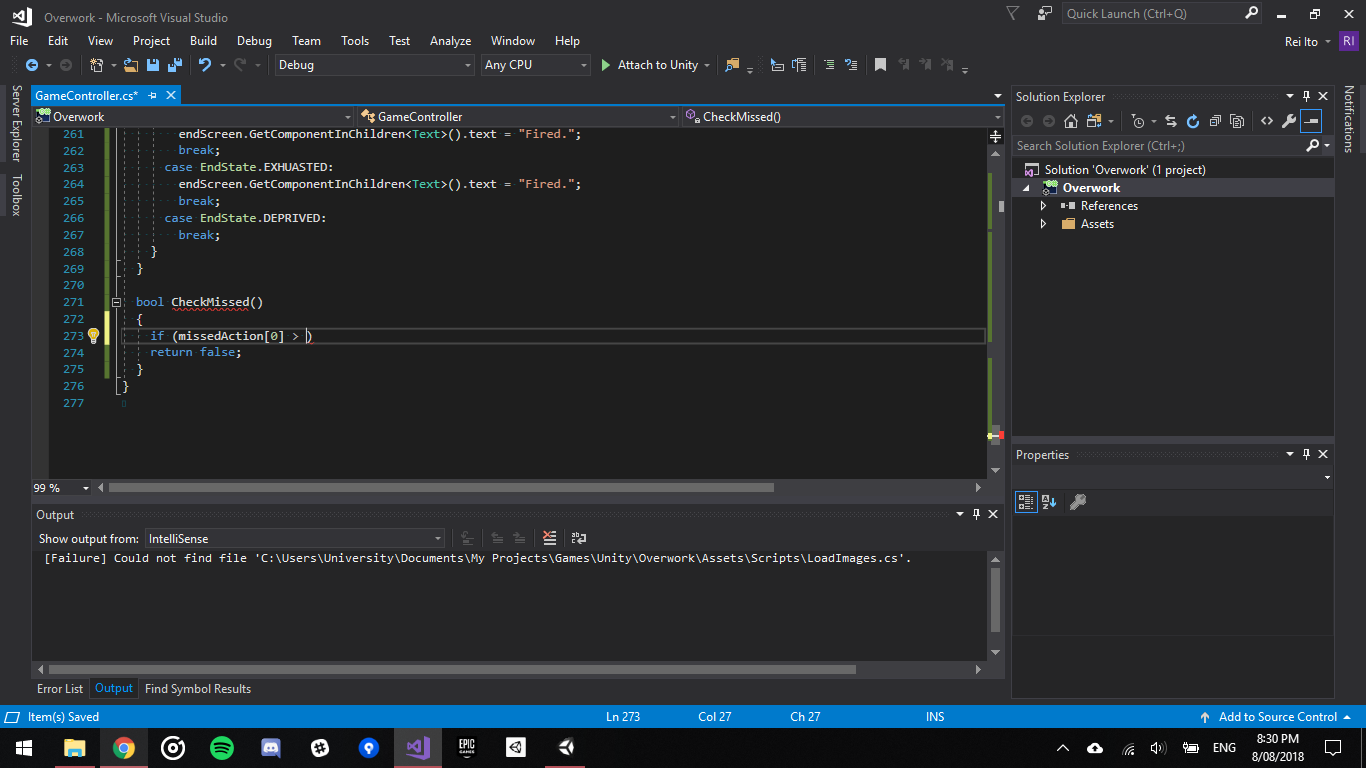 Overwork - Microsoft Visual Studio
Quick Launch (Ctrl+Q)
File Edit View Project Build Debug Team Tools Test Analyze Window Help
Rei Ito RI
Debug Any CPU Attach to Unity
Server Explorer
Toolbox
GameController.cs*
Overwork GameController CheckMissed()
261 endScreen.GetComponentInChildren<Text>().text = "Fired.";
262 break;
263 case EndState.EXHUASTED:
264 endScreen.GetComponentInChildren<Text>().text = "Fired.";
265 break;
266 case EndState.DEPRIVED:
267 break;
268 }
269 }
270
271 bool CheckMissed()
272 {
273 if (missedAction[0] > )
274 return false;
275 }
276 }
277
99 %
Output
Show output from: IntelliSense
[Failure] Could not find file 'C:\Users\University\Documents\My Projects\Games\Unity\Overwork\Assets\Scripts\LoadImages.cs'.
Error List Output Find Symbol Results
Solution Explorer
Search Solution Explorer (Ctrl+;)
Solution 'Overwork' (1 project)
Overwork
References
Assets
Properties
Notifications
Item(s) Saved Ln 273 Col 27 Ch 27 INS Add to Source Control
EPIC GAMES
ENG
8:30 PM
8/08/2018